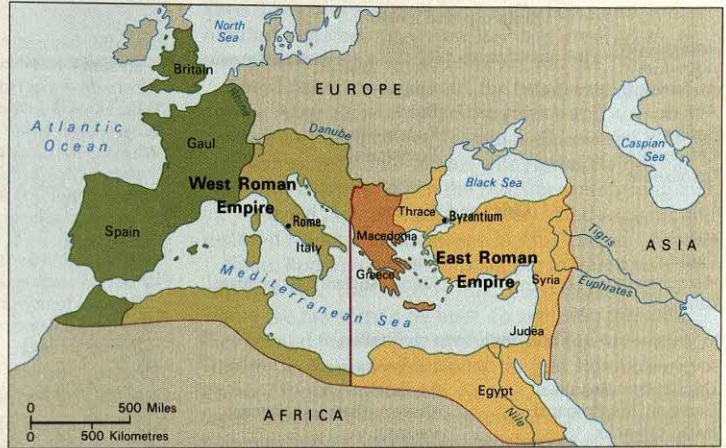 North
Sea
Britain
EUROPE
Atlantic
Ocean
Rhine
Gaul
Danube
Caspian
Sea
West Roman
Empire
Black Sea
Thrace
Byzantium
Rome
Spain
Italy
Macedonia
Tigris
ASIA
East Roman
Empire
Greece
Syria
Euphrates
Mediterranean Sea
Judea
Egypt
Nile
0 500 Miles
0 500 Kilometres
AFRICA